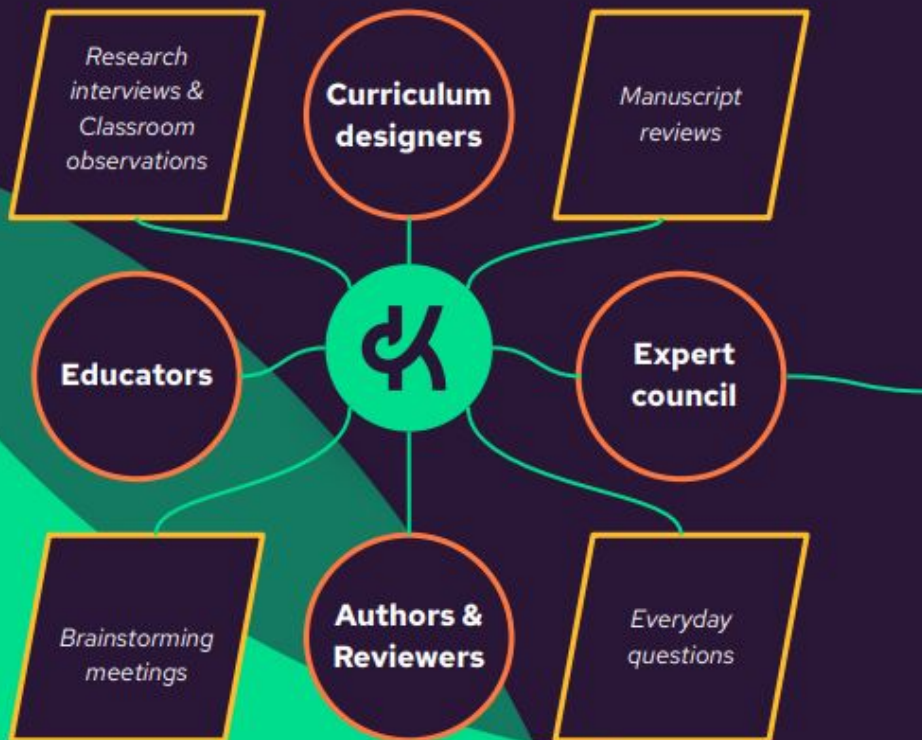 Research
interviews &
Classroom
observations
Curriculum
designers
Manuscript
reviews
Educators
Expert
council
Brainstorming
meetings
Authors &
Reviewers
Everyday
questions